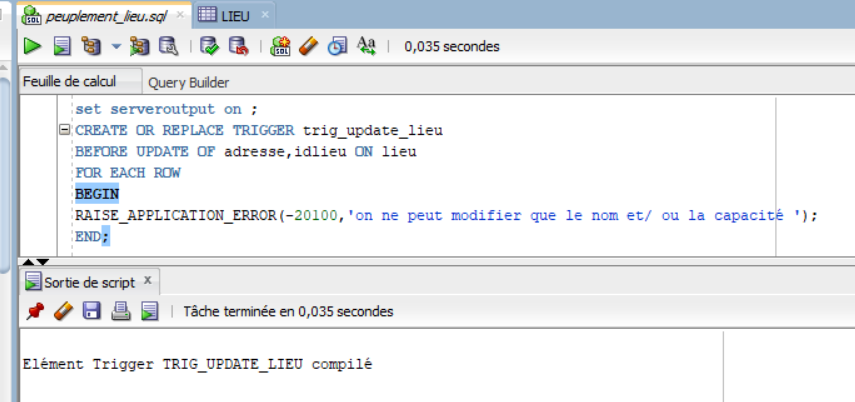 peuplement_lieu.sql × LIEU ×
0,035 secondes
Feuille de calcul Query Builder
set serveroutput on ;
CREATE OR REPLACE TRIGGER trig_update_lieu
BEFORE UPDATE OF adresse,idlieu ON lieu
FOR EACH ROW
BEGIN
RAISE_APPLICATION_ERROR(-20100,'on ne peut modifier que le nom et/ ou la capacité ');
END;
Sortie de script ×
Tâche terminée en 0,035 secondes
Elément Trigger TRIG_UPDATE_LIEU compilé